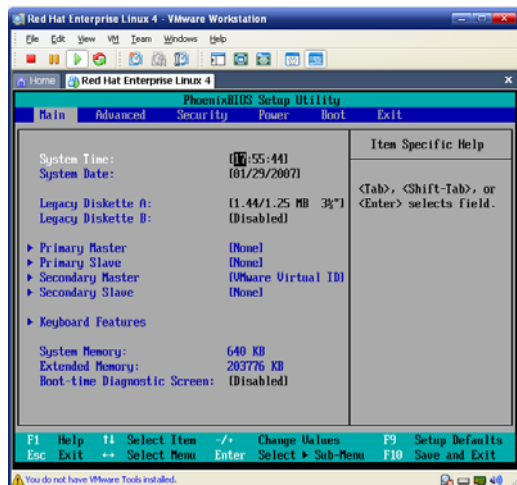 Red Hat Enterprise Linux 4 - VMware Workstation
File Edit View VM Team Windows Help
Home Red Hat Enterprise Linux 4
PhoenixBIOS Setup Utility
Main Advanced Security Power Boot Exit
Item Specific Help
System Time: [17:55:44]
System Date: [01/29/2007]
<Tab>, <Shift-Tab>, or
<Enter> selects field.
Legacy Diskette A: [1.44/1.25 MB 3½"]
Legacy Diskette B: [Disabled]
Primary Master [None]
Primary Slave [None]
Secondary Master [VMware Virtual ID]
Secondary Slave [None]
Keyboard Features
System Memory: 640 KB
Extended Memory: 203776 KB
Boot-time Diagnostic Screen: [Disabled]
F1 Help ↑↓ Select Item -/+ Change Values F9 Setup Defaults
Esc Exit ↔ Select Menu Enter Select ▶ Sub-Menu F10 Save and Exit
You do not have VMware Tools installed.